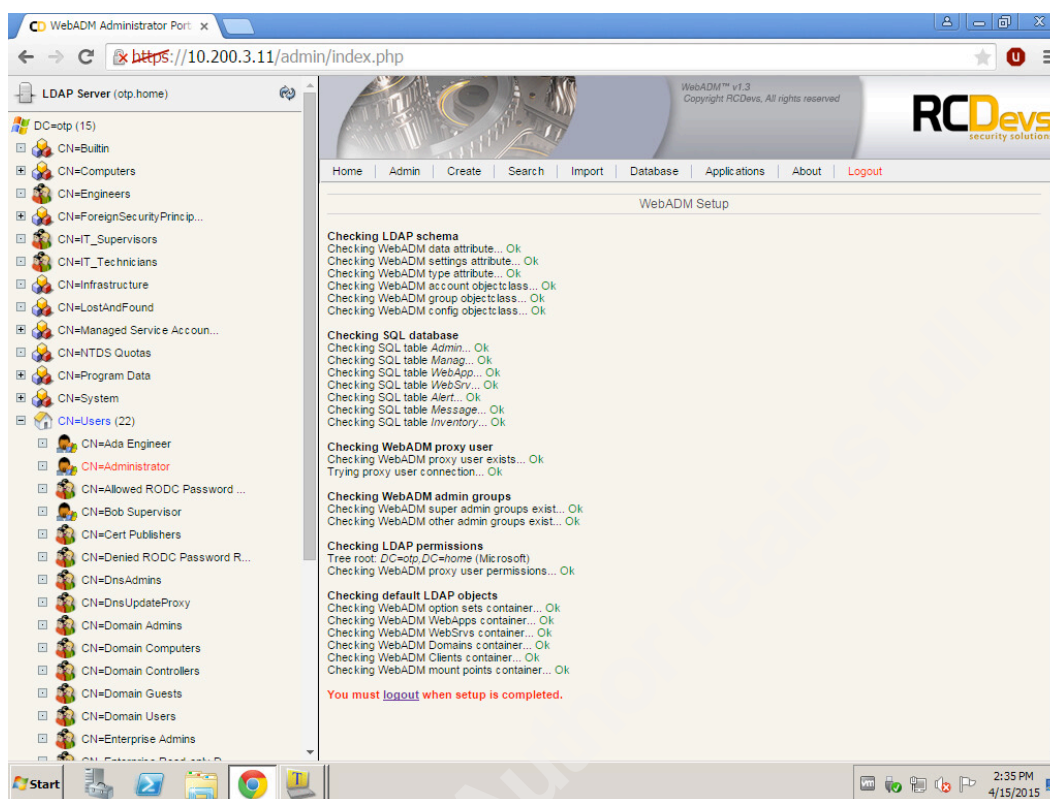 CD WebADM Administrator Port
https://10.200.3.11/admin/index.php
LDAP Server (otp.home)
DC=otp (15)
CN=Builtin
CN=Computers
CN=Engineers
CN=ForeignSecurityPrincip...
CN=IT_Supervisors
CN=IT_Technicians
CN=Infrastructure
CN=LostAndFound
CN=Managed Service Accoun...
CN=NTDS Quotas
CN=Program Data
CN=System
CN=Users (22)
CN=Ada Engineer
CN=Administrator
CN=Allowed RODC Password ...
CN=Bob Supervisor
CN=Cert Publishers
CN=Denied RODC Password R...
CN=DnsAdmins
CN=DnsUpdateProxy
CN=Domain Admins
CN=Domain Computers
CN=Domain Controllers
CN=Domain Guests
CN=Domain Users
CN=Enterprise Admins
WebADM™ v1.3
Copyright RCDevs, All rights reserved
RCDevs
security solution
Home Admin Create Search Import Database Applications About Logout
WebADM Setup
Checking LDAP schema
Checking WebADM data attribute... Ok
Checking WebADM settings attribute... Ok
Checking WebADM type attribute... Ok
Checking WebADM account objectclass... Ok
Checking WebADM group objectclass... Ok
Checking WebADM config objectclass... Ok
Checking SQL database
Checking SQL table Admin... Ok
Checking SQL table Manag... Ok
Checking SQL table WebApp... Ok
Checking SQL table WebSrv... Ok
Checking SQL table Alert... Ok
Checking SQL table Message... Ok
Checking SQL table Inventory... Ok
Checking WebADM proxy user
Checking WebADM proxy user exists... Ok
Trying proxy user connection... Ok
Checking WebADM admin groups
Checking WebADM super admin groups exist... Ok
Checking WebADM other admin groups exist... Ok
Checking LDAP permissions
Tree root: DC=otp,DC=home (Microsoft)
Checking WebADM proxy user permissions... Ok
Checking default LDAP objects
Checking WebADM option sets container... Ok
Checking WebADM WebApps container... Ok
Checking WebADM WebSrvs container... Ok
Checking WebADM Domains container... Ok
Checking WebADM Clients container... Ok
Checking WebADM mount points container... Ok
You must logout when setup is completed.
Start
2:35 PM
4/15/2015